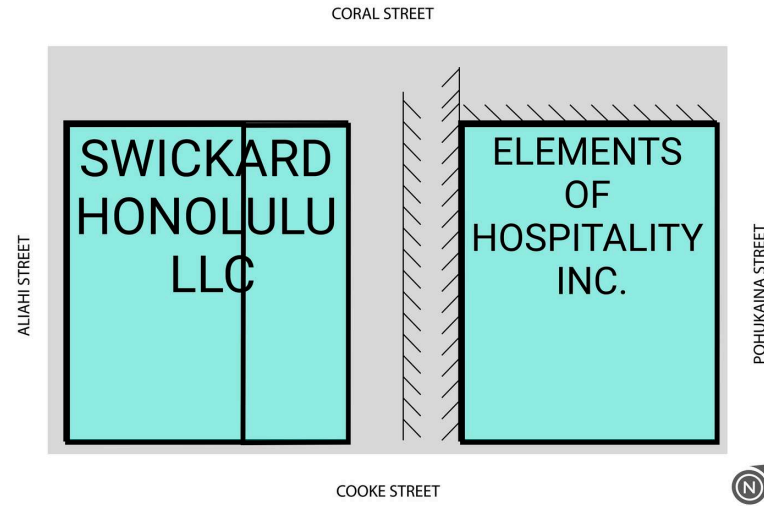 CORAL STREET
SWICKARD
HONOLULU
LLC
ELEMENTS
OF
HOSPITALITY
INC.
ALIAHI STREET
POHUKAINA STREET
COOKE STREET
N